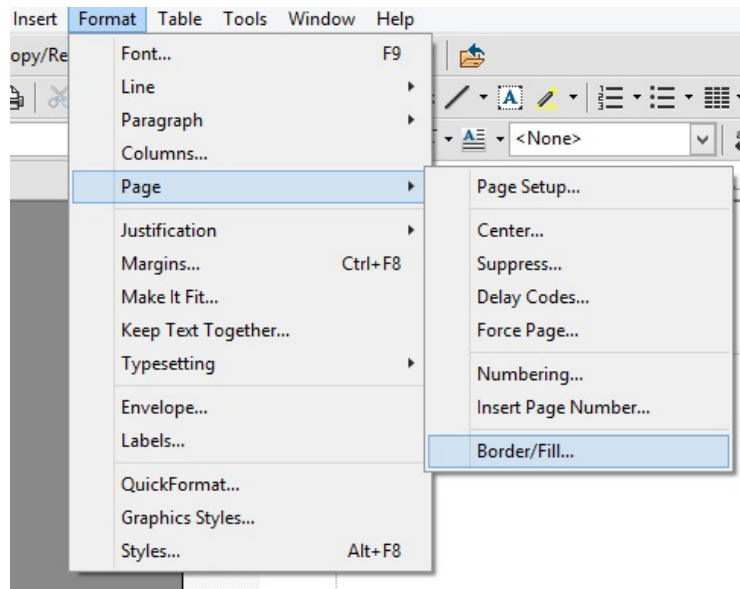 Insert Format Table Tools Window Help
opy/Re
Font... F9
Line
Paragraph
Columns...
Page
Justification
Margins... Ctrl+F8
Make It Fit...
Keep Text Together...
Typesetting
Envelope...
Labels...
QuickFormat...
Graphics Styles...
Styles... Alt+F8
A
<None>
Page Setup...
Center...
Suppress...
Delay Codes...
Force Page...
Numbering...
Insert Page Number...
Border/Fill...